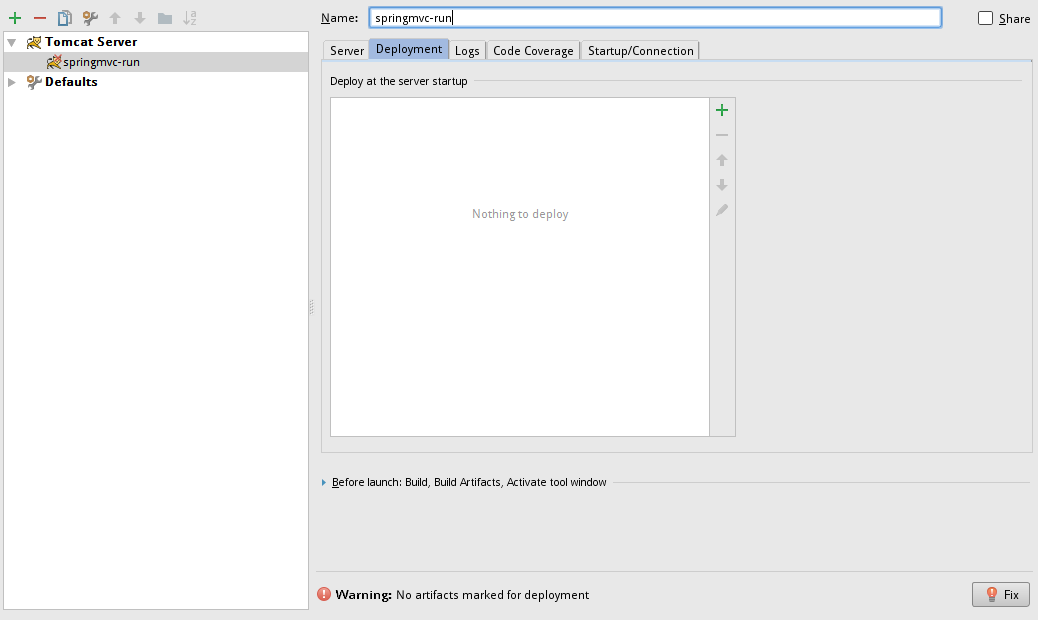 Name: springmvc-run Share
Tomcat Server
springmvc-run
Defaults
Server Deployment Logs Code Coverage Startup/Connection
Deploy at the server startup
Nothing to deploy
Before launch: Build, Build Artifacts, Activate tool window
Warning: No artifacts marked for deployment
Fix